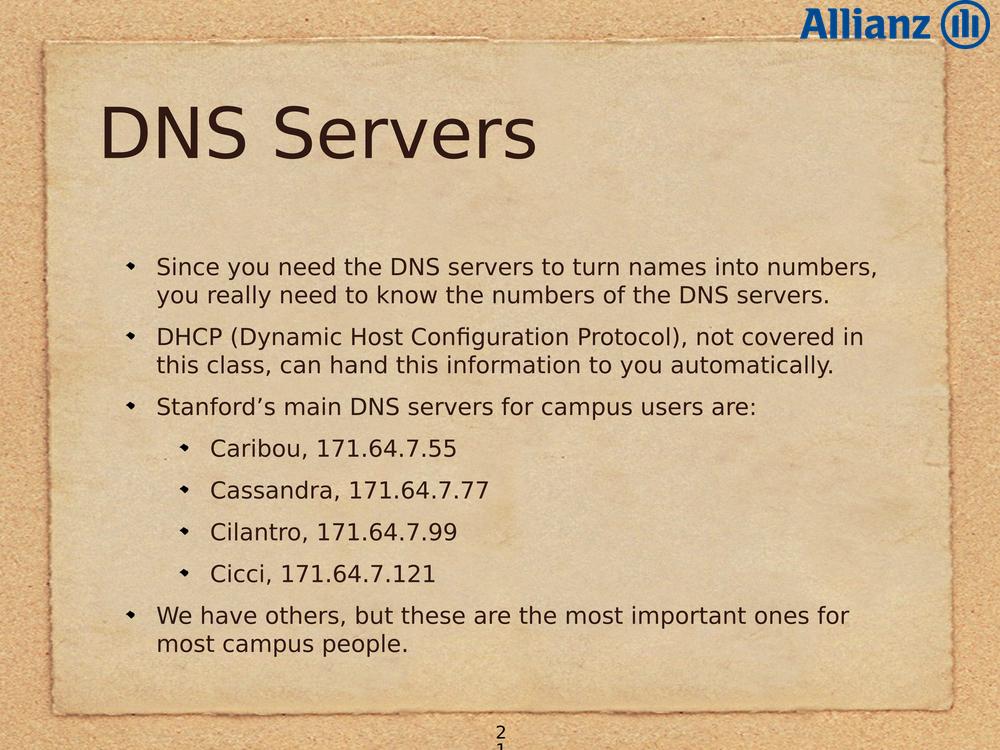 Allianz
DNS Servers
Since you need the DNS servers to turn names into numbers,
you really need to know the numbers of the DNS servers.
DHCP (Dynamic Host Configuration Protocol), not covered in
this class, can hand this information to you automatically.
Stanford’s main DNS servers for campus users are:
Caribou, 171.64.7.55
Cassandra, 171.64.7.77
Cilantro, 171.64.7.99
Cicci, 171.64.7.121
We have others, but these are the most important ones for
most campus people.
2
1